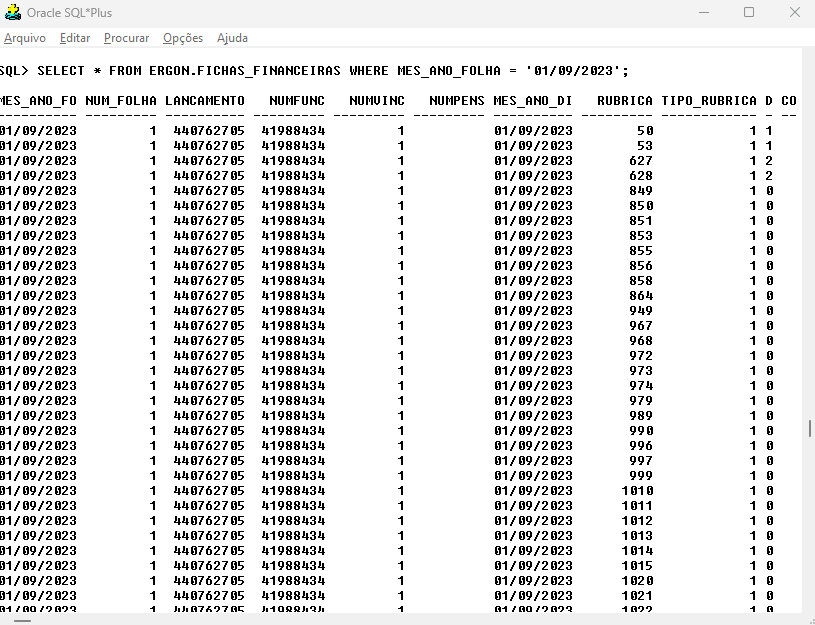 Oracle SQL*Plus
Arquivo Editar Procurar Opções Ajuda
SQL> SELECT * FROM ERGON.FICHAS_FINANCEIRAS WHERE MES_ANO_FOLHA = '01/09/2023';
MES_ANO_FO NUM_FOLHA LANCAMENTO NUMFUNC NUMVINC NUMPENS MES_ANO_DI RUBRICA TIPO_RUBRICA D CO
---------- --------- ---------- --------- --------- --------- ---------- --------- ------------ - --
01/09/2023 1 440762705 41988434 1 01/09/2023 50 1 1
01/09/2023 1 440762705 41988434 1 01/09/2023 53 1 1
01/09/2023 1 440762705 41988434 1 01/09/2023 627 1 2
01/09/2023 1 440762705 41988434 1 01/09/2023 628 1 2
01/09/2023 1 440762705 41988434 1 01/09/2023 849 1 0
01/09/2023 1 440762705 41988434 1 01/09/2023 850 1 0
01/09/2023 1 440762705 41988434 1 01/09/2023 851 1 0
01/09/2023 1 440762705 41988434 1 01/09/2023 853 1 0
01/09/2023 1 440762705 41988434 1 01/09/2023 855 1 0
01/09/2023 1 440762705 41988434 1 01/09/2023 856 1 0
01/09/2023 1 440762705 41988434 1 01/09/2023 858 1 0
01/09/2023 1 440762705 41988434 1 01/09/2023 864 1 0
01/09/2023 1 440762705 41988434 1 01/09/2023 949 1 0
01/09/2023 1 440762705 41988434 1 01/09/2023 967 1 0
01/09/2023 1 440762705 41988434 1 01/09/2023 968 1 0
01/09/2023 1 440762705 41988434 1 01/09/2023 972 1 0
01/09/2023 1 440762705 41988434 1 01/09/2023 973 1 0
01/09/2023 1 440762705 41988434 1 01/09/2023 974 1 0
01/09/2023 1 440762705 41988434 1 01/09/2023 979 1 0
01/09/2023 1 440762705 41988434 1 01/09/2023 989 1 0
01/09/2023 1 440762705 41988434 1 01/09/2023 990 1 0
01/09/2023 1 440762705 41988434 1 01/09/2023 996 1 0
01/09/2023 1 440762705 41988434 1 01/09/2023 997 1 0
01/09/2023 1 440762705 41988434 1 01/09/2023 999 1 0
01/09/2023 1 440762705 41988434 1 01/09/2023 1010 1 0
01/09/2023 1 440762705 41988434 1 01/09/2023 1011 1 0
01/09/2023 1 440762705 41988434 1 01/09/2023 1012 1 0
01/09/2023 1 440762705 41988434 1 01/09/2023 1013 1 0
01/09/2023 1 440762705 41988434 1 01/09/2023 1014 1 0
01/09/2023 1 440762705 41988434 1 01/09/2023 1015 1 0
01/09/2023 1 440762705 41988434 1 01/09/2023 1020 1 0
01/09/2023 1 440762705 41988434 1 01/09/2023 1021 1 0
01/09/2023 1 440762705 41988434 1 01/09/2023 1022 1 0